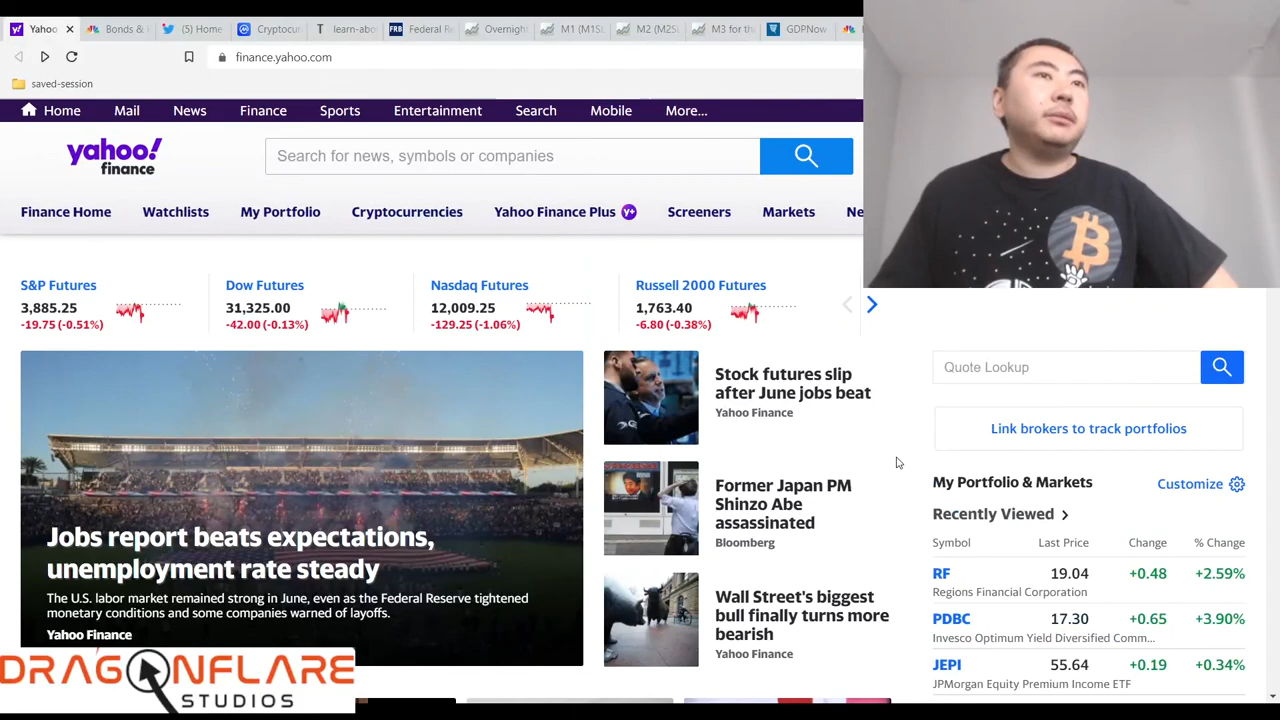 Yahoo
Bonds &
(5) Home
Cryptocur
learn-abo
Federal Re
Overnight
M1 (M1SL
M2 (M2SL
M3 for th
GDPNow
finance.yahoo.com
saved-session
Home Mail News Finance Sports Entertainment Search Mobile More...
yahoo!
finance
Search for news, symbols or companies
Finance Home Watchlists My Portfolio Cryptocurrencies Yahoo Finance Plus y+ Screeners Markets Ne
S&P Futures
3,885.25
-19.75 (-0.51%)
Dow Futures
31,325.00
-42.00 (-0.13%)
Nasdaq Futures
12,009.25
-129.25 (-1.06%)
Russell 2000 Futures
1,763.40
-6.80 (-0.38%)
Jobs report beats expectations,
unemployment rate steady
The U.S. labor market remained strong in June, even as the Federal Reserve tightened
monetary conditions and some companies warned of layoffs.
Yahoo Finance
Stock futures slip
after June jobs beat
Yahoo Finance
Former Japan PM
Shinzo Abe
assassinated
Bloomberg
Wall Street's biggest
bull finally turns more
bearish
Yahoo Finance
Quote Lookup
Link brokers to track portfolios
My Portfolio & Markets
Customize
Recently Viewed
Symbol Last Price Change % Change
RF 19.04 +0.48 +2.59%
Regions Financial Corporation
PDBC 17.30 +0.65 +3.90%
Invesco Optimum Yield Diversified Comm...
JEPI 55.64 +0.19 +0.34%
JPMorgan Equity Premium Income ETF
DRAGONFLARE
STUDIOS